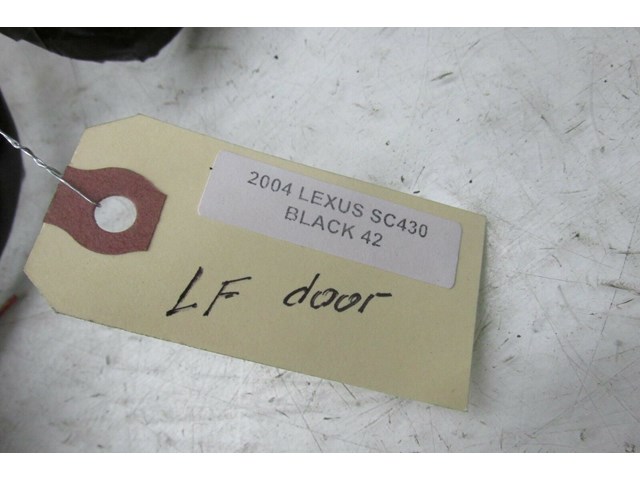 2004 LEXUS SC430
BLACK 42
LF door